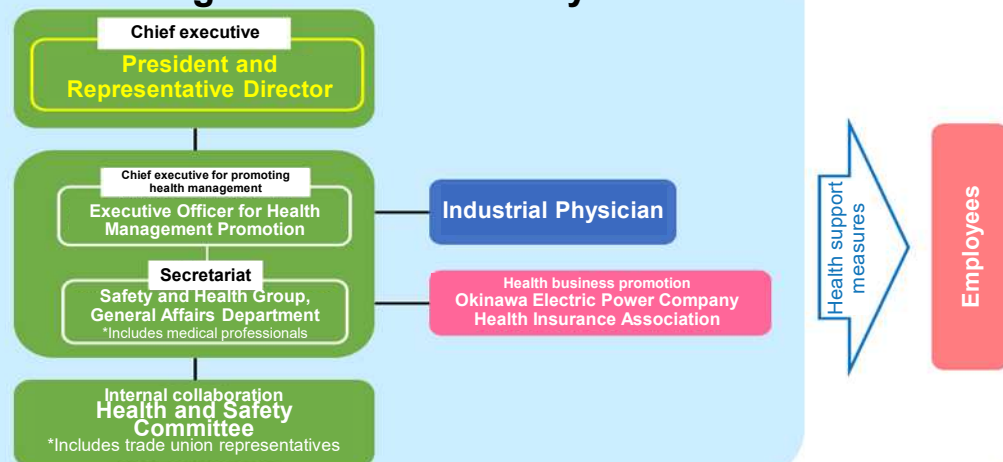 Chief executive
President and
Representative Director
Chief executive for promoting
health management
Executive Officer for Health
Management Promotion
Secretariat
Safety and Health Group,
General Affairs Department
*Includes medical professionals
Internal collaboration
Health and Safety
Committee
*Includes trade union representatives
Industrial Physician
Health business promotion
Okinawa Electric Power Company
Health Insurance Association
Health support
measures
Employees